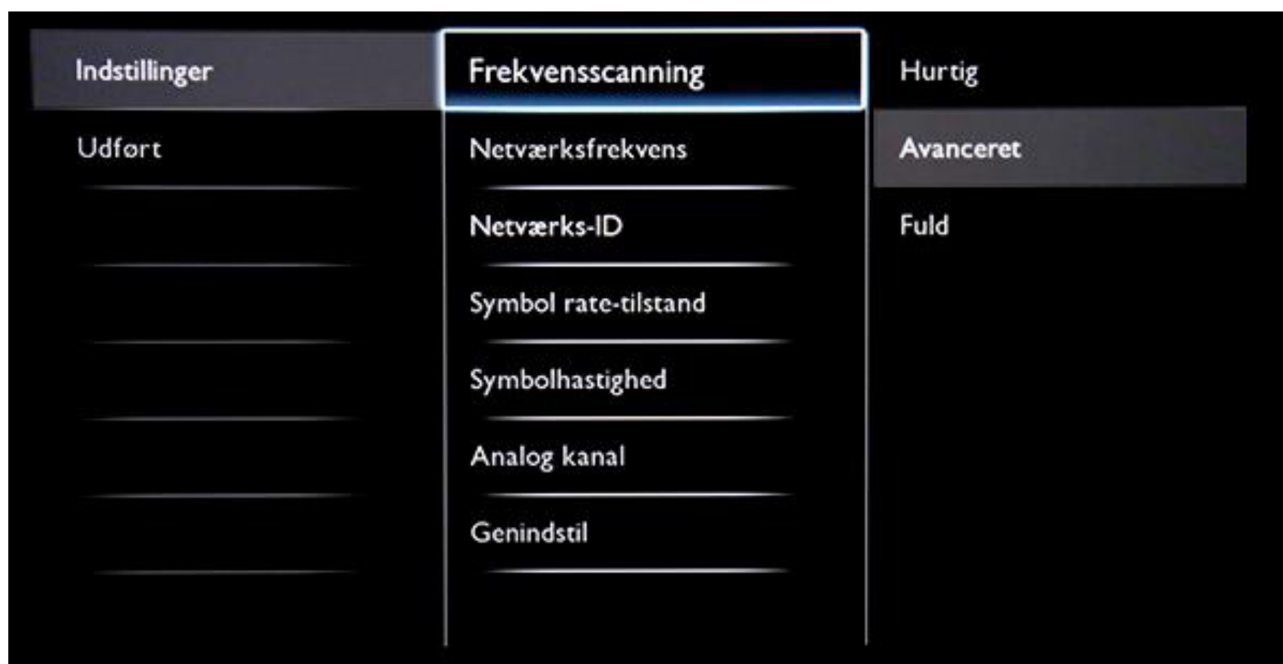 Indstillinger
Udført
Frekvensscanning
Netværksfrekvens
Netværks-ID
Symbol rate-tilstand
Symbolhastighed
Analog kanal
Genindstil
Hurtig
Avanceret
Fuld